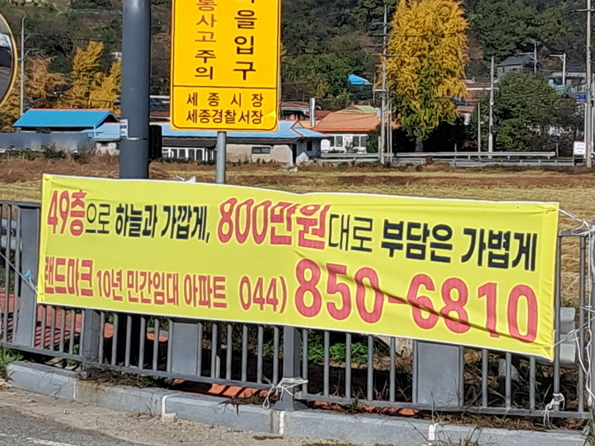 통사고
주의
을입구
세종시장
세종경찰서장
49층으로 하늘과 가깝게, 800만원대로 부담은 가볍게
랜드마크 10년 민간임대 아파트 044) 850-6810